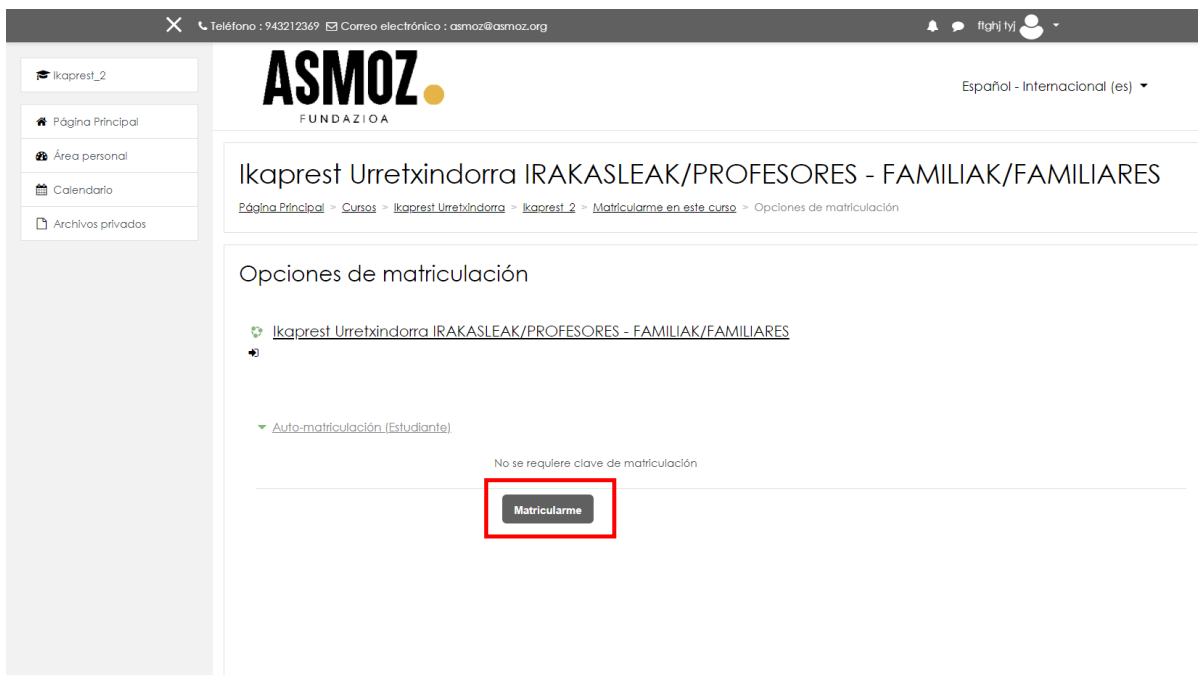 Teléfono : 943212369 Correo electrónico : asmoz@asmoz.org
ftghj tyj
Ikaprest_2
Página Principal
Área personal
Calendario
Archivos privados
ASMOZ.
FUNDAZIOA
Español - Internacional (es)
Ikaprest Urretxindorra IRAKASLEAK/PROFESORES - FAMILIAK/FAMILIARES
Página Principal > Cursos > Ikaprest Urretxindorra > Ikaprest_2 > Matricularme en este curso > Opciones de matriculación
Opciones de matriculación
Ikaprest Urretxindorra IRAKASLEAK/PROFESORES - FAMILIAK/FAMILIARES
Auto-matriculación (Estudiante)
No se requiere clave de matriculación
Matricularme